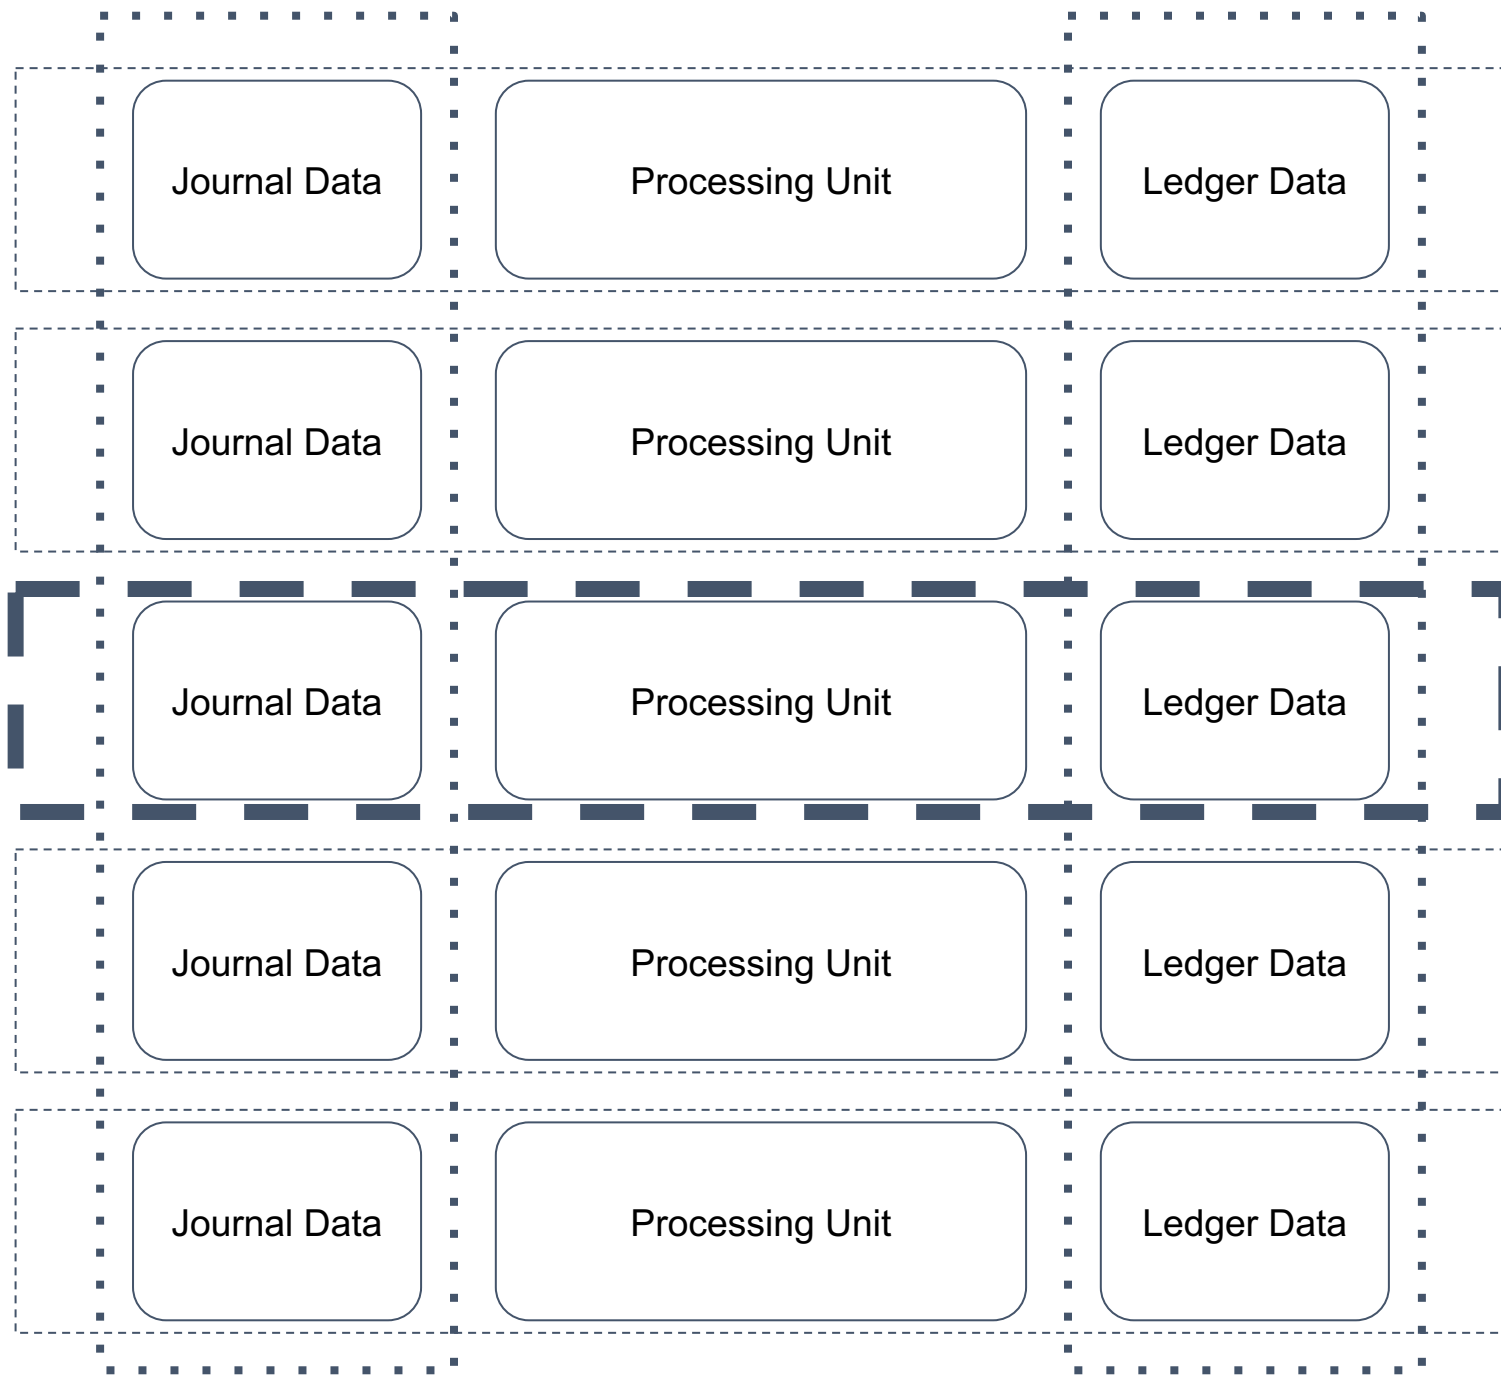 Journal Data
Processing Unit
Ledger Data
Journal Data
Processing Unit
Ledger Data
Journal Data
Processing Unit
Ledger Data
Journal Data
Processing Unit
Ledger Data
Journal Data
Processing Unit
Ledger Data